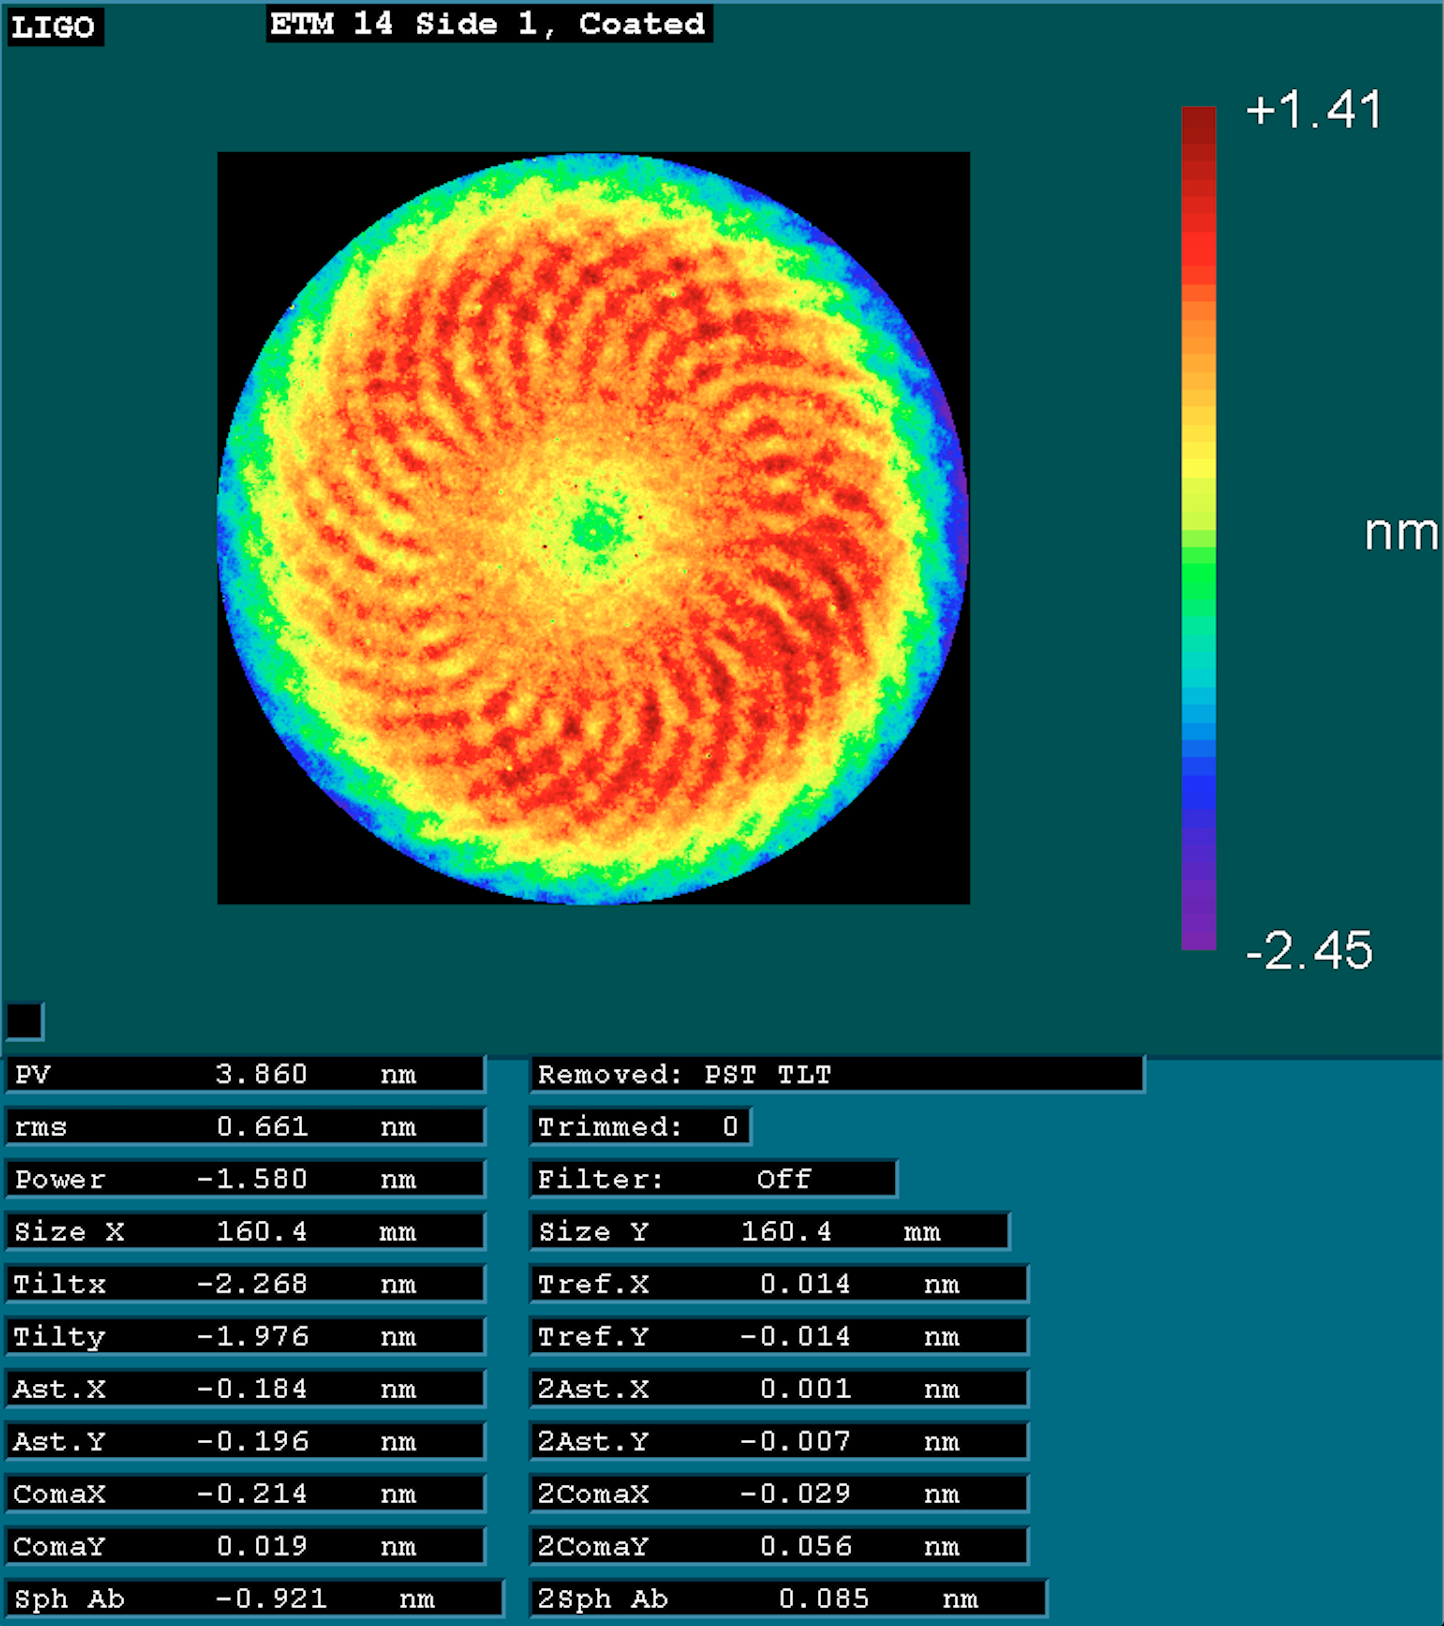 LIGO
ETM 14 Side 1, Coated
+1.41
nm
-2.45
PV 3.860 nm
Removed: PST TLT
rms 0.661 nm
Trimmed: 0
Power -1.580 nm
Filter: Off
Size X 160.4 mm
Size Y 160.4 mm
Tiltx -2.268 nm
Tref.X 0.014 nm
Tilty -1.976 nm
Tref.Y -0.014 nm
Ast.X -0.184 nm
2Ast.X 0.001 nm
Ast.Y -0.196 nm
2Ast.Y -0.007 nm
ComaX -0.214 nm
2ComaX -0.029 nm
ComaY 0.019 nm
2ComaY 0.056 nm
Sph Ab -0.921 nm
2Sph Ab 0.085 nm